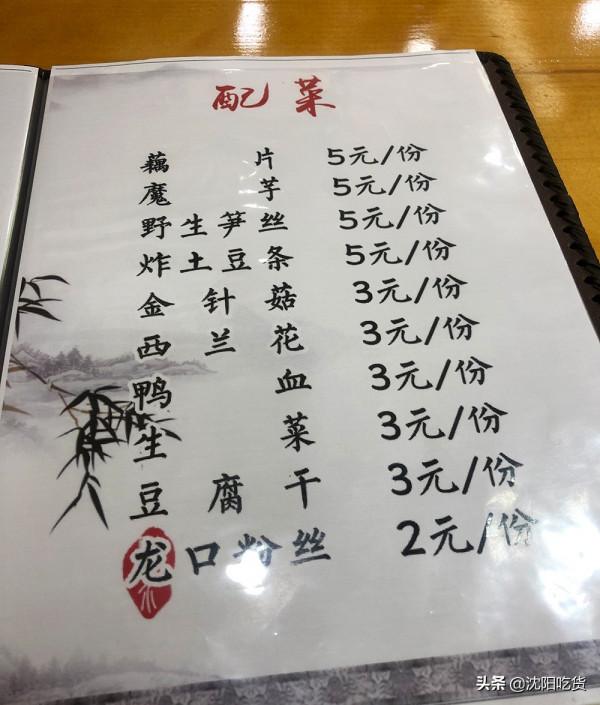 配菜
藕片 5元/份
魔芋 5元/份
野生笋丝 5元/份
炸土豆条 5元/份
金针菇 3元/份
西兰花 3元/份
鸭血 3元/份
生菜 3元/份
豆腐干 3元/份
龙口粉丝 2元/份
头条 @沈阳吃货